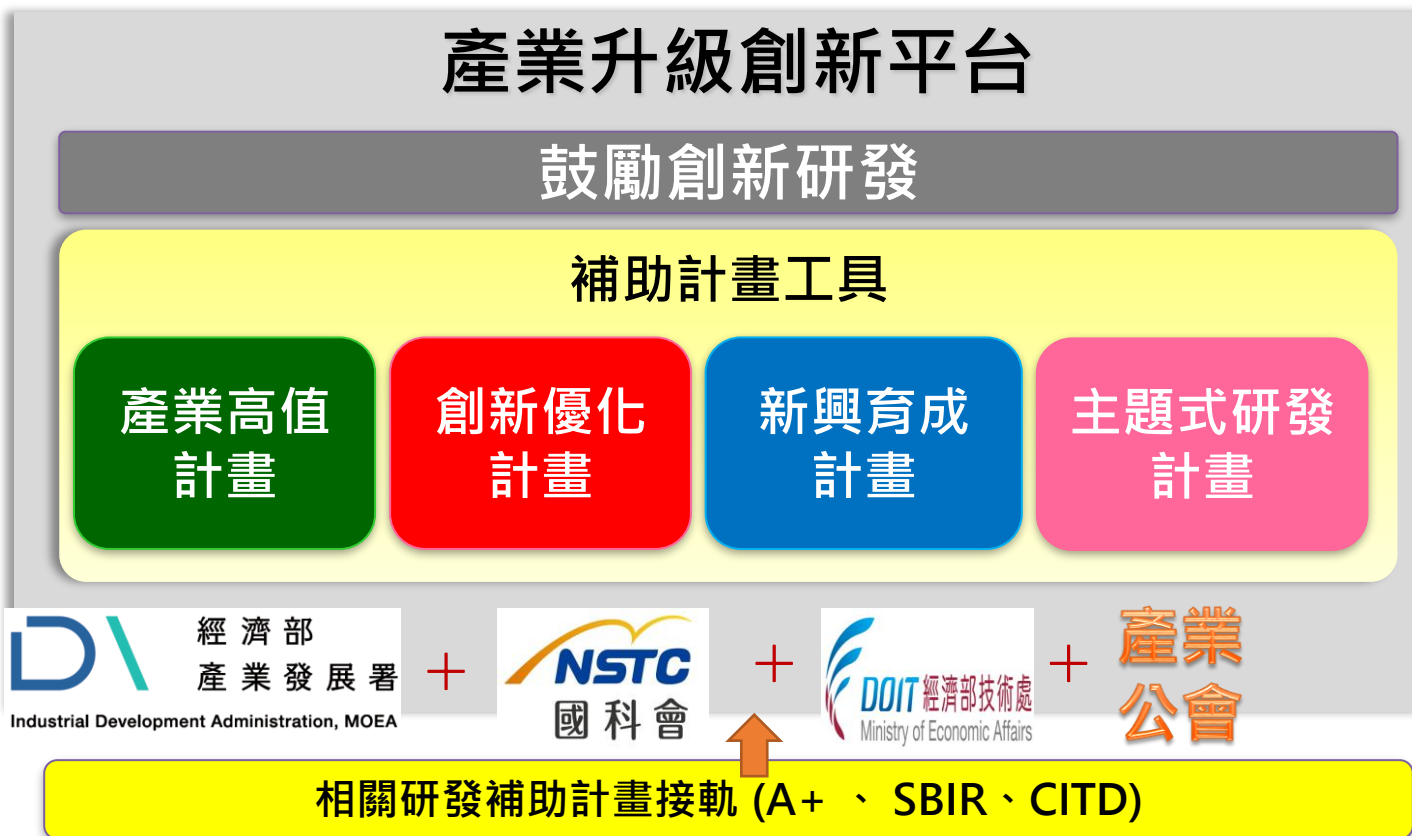 產業升級創新平台
鼓勵創新研發
補助計畫工具
產業高值
計畫
創新優化
計畫
新興育成
計畫
主題式研發
計畫
經濟部
產業發展署
Industrial Development Administration, MOEA
+
NSTC
國科會
+
DOIT 經濟部技術處
Ministry of Economic Affairs
+
產業
公會
相關研發補助計畫接軌 (A+ 、 SBIR、CITD)